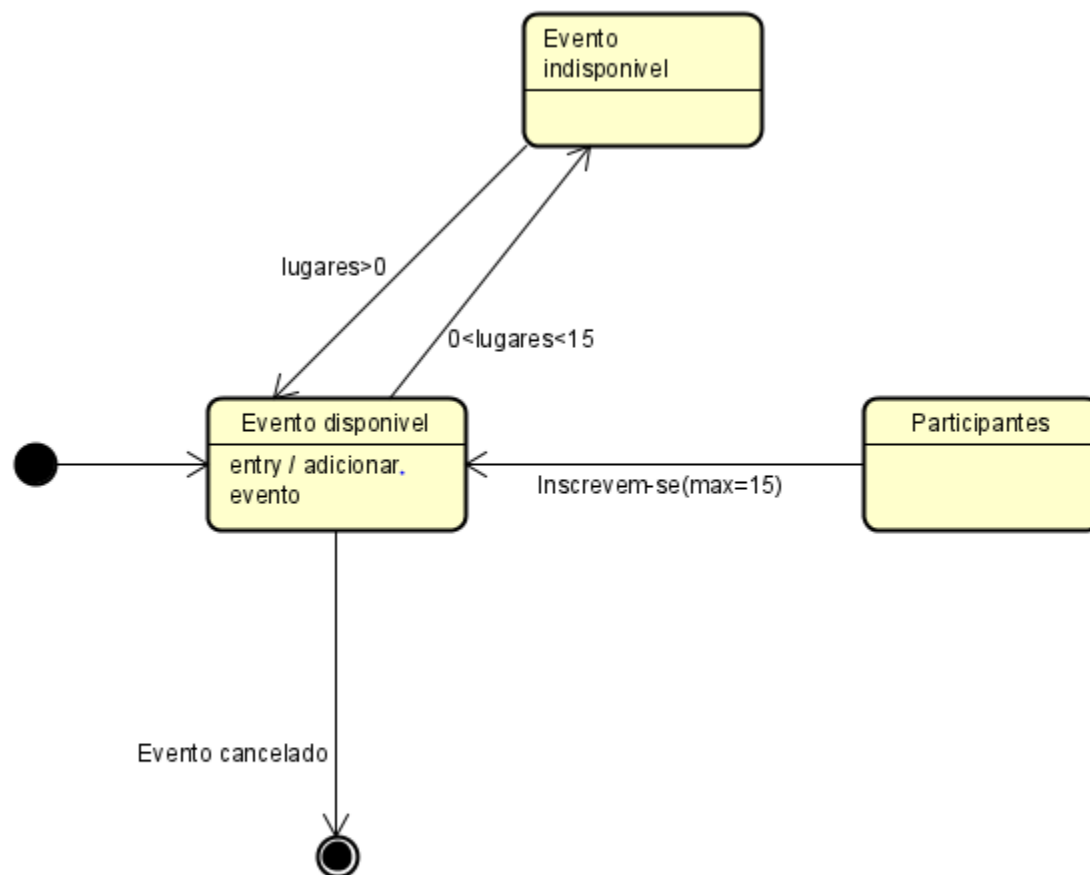 Evento
indisponivel
lugares>0
0<lugares<15
Evento disponivel
entry / adicionar
evento
Participantes
Inscrevem-se(max=15)
Evento cancelado